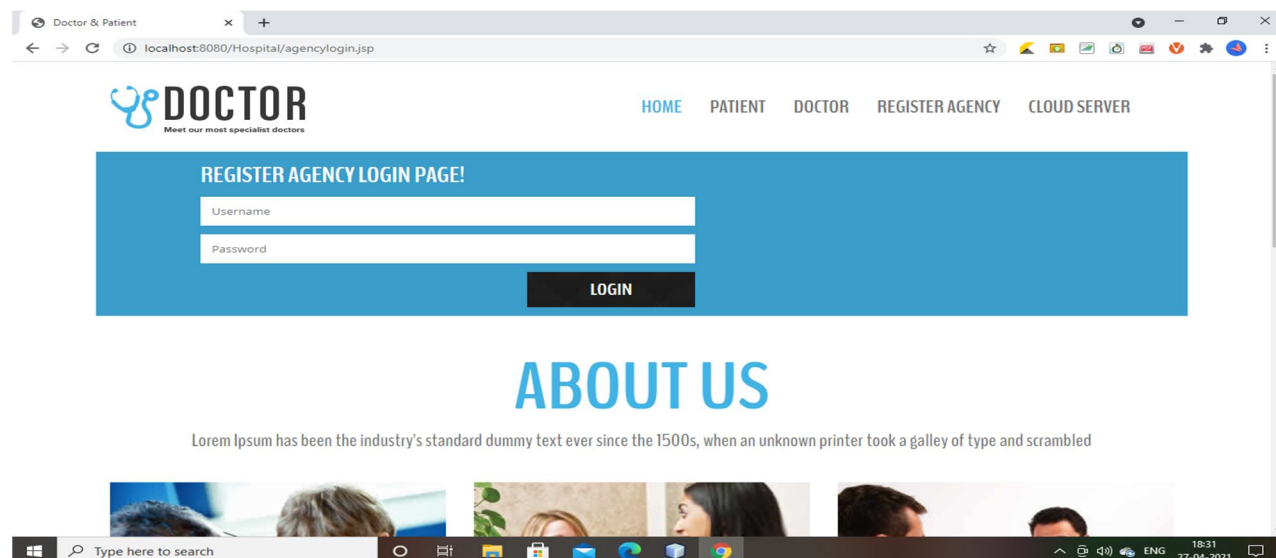 Doctor & Patient
localhost:8080/Hospital/agencylogin.jsp
DOCTOR
Meet our most specialist doctors
HOME PATIENT DOCTOR REGISTER AGENCY CLOUD SERVER
REGISTER AGENCY LOGIN PAGE!
Username
Password
LOGIN
ABOUT US
Lorem Ipsum has been the industry's standard dummy text ever since the 1500s, when an unknown printer took a galley of type and scrambled
Type here to search
ENG
18:31
27-04-2021